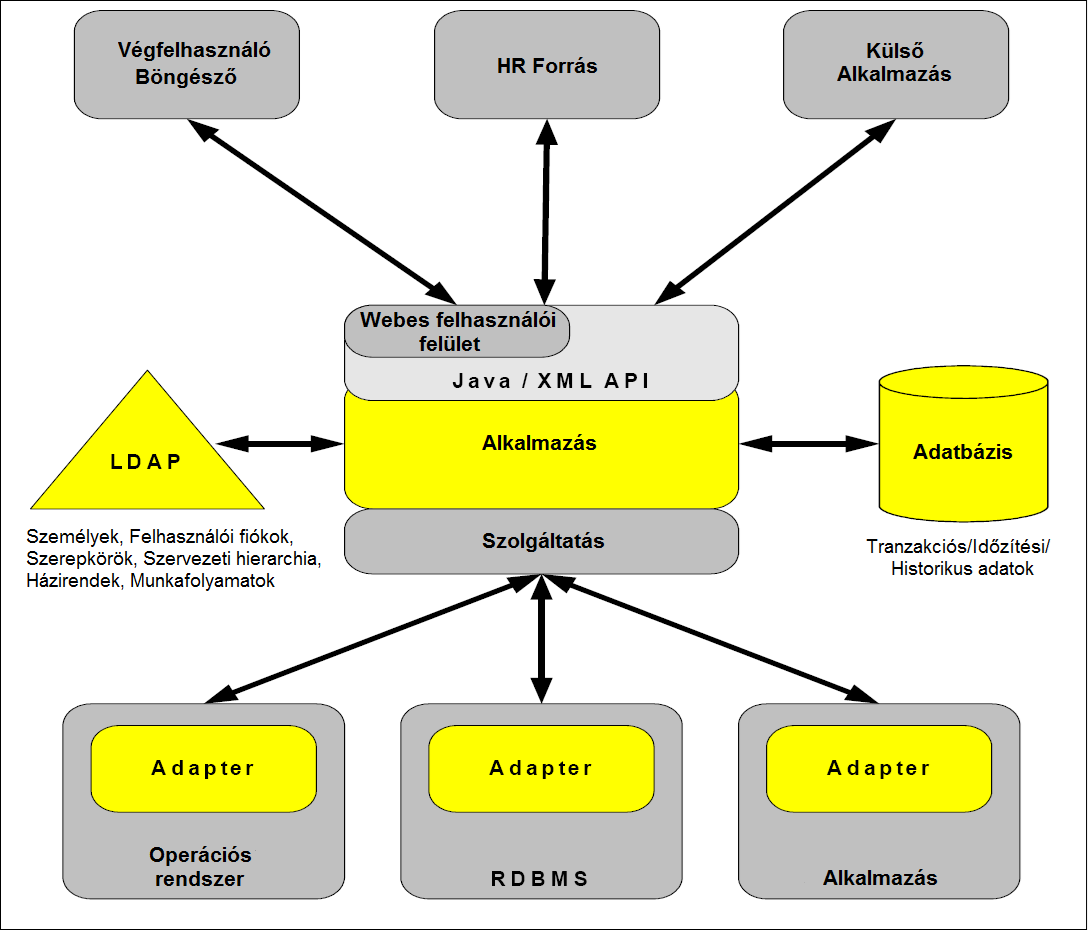 Végfelhasználó
Böngésző
HR Forrás
Külső
Alkalmazás
Webes felhasználói
felület
Java / XML API
LDAP
Alkalmazás
Adatbázis
Személyek, Felhasználói fiókok,
Szerepkörök, Szervezeti hierarchia,
Házirendek, Munkafolyamatok
Szolgáltatás
Tranzakciós/Időzítési/
Historikus adatok
Adapter
Operációs
rendszer
Adapter
RDBMS
Adapter
Alkalmazás